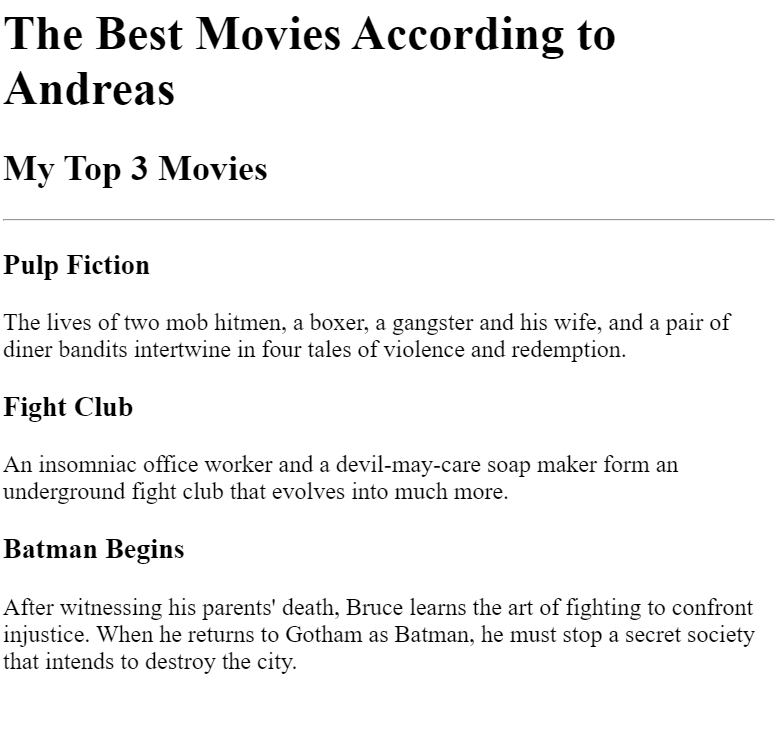 The Best Movies According to
Andreas
My Top 3 Movies
Pulp Fiction
The lives of two mob hitmen, a boxer, a gangster and his wife, and a pair of
diner bandits intertwine in four tales of violence and redemption.
Fight Club
An insomniac office worker and a devil-may-care soap maker form an
underground fight club that evolves into much more.
Batman Begins
After witnessing his parents' death, Bruce learns the art of fighting to confront
injustice. When he returns to Gotham as Batman, he must stop a secret society
that intends to destroy the city.